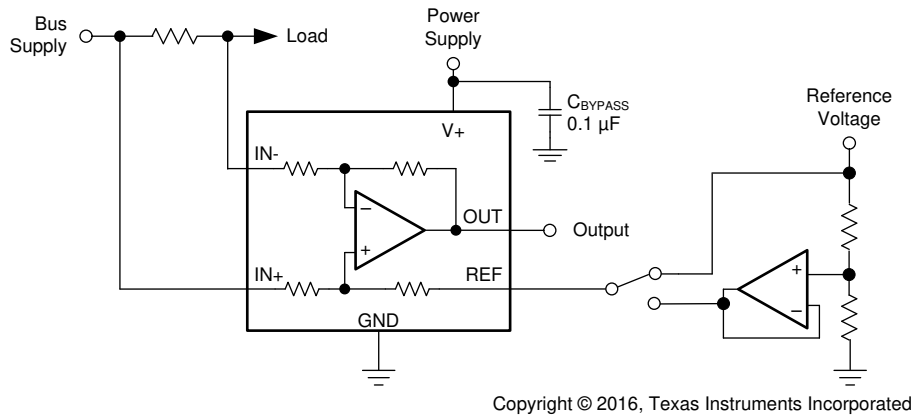 Bus
Supply
Load
Power
Supply
C_BYPASS
0.1 µF
Reference
Voltage
V+
IN-
−
+
OUT
Output
IN+
REF
+
−
GND
Copyright © 2016, Texas Instruments Incorporated